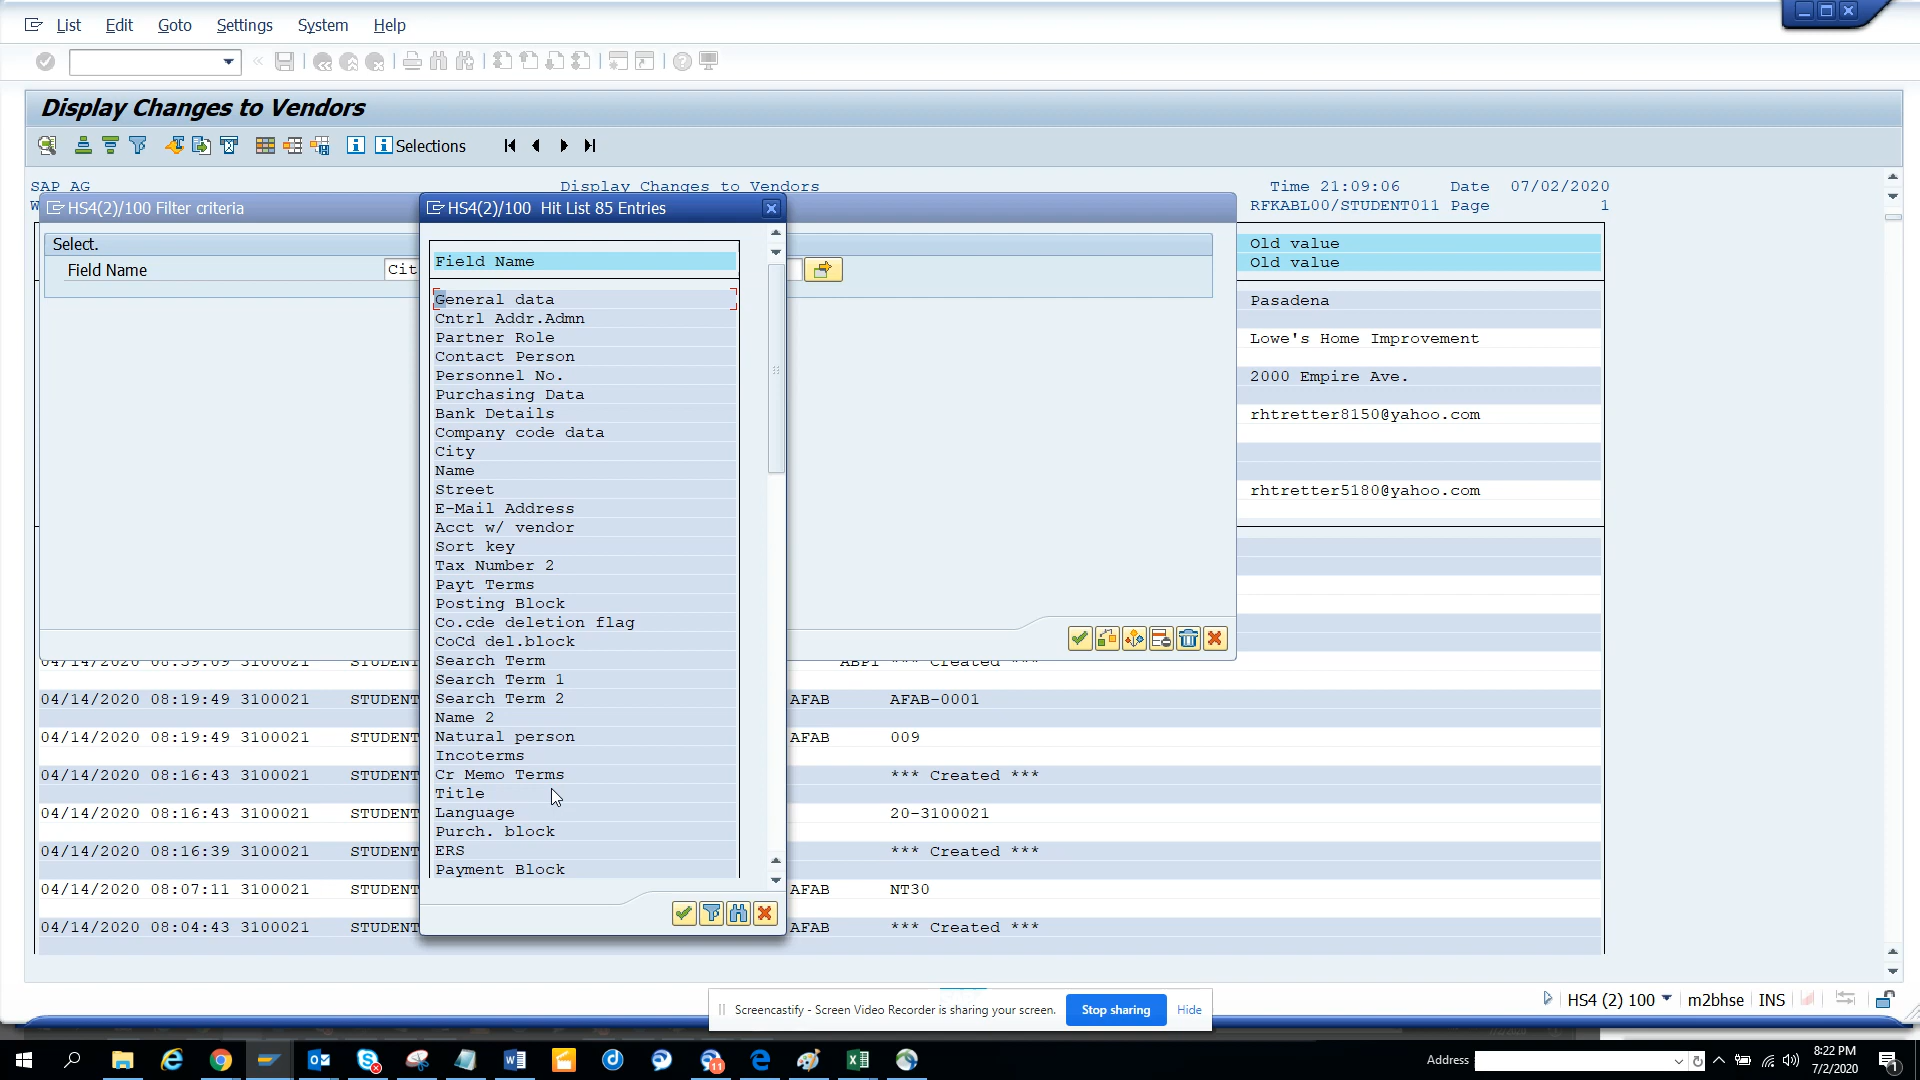 List Edit Goto Settings System Help
Display Changes to Vendors
Selections
SAP AG Display Changes to Vendors Time 21:09:06 Date 07/02/2020
RFKABL00/STUDENT011 Page 1
HS4(2)/100 Filter criteria
HS4(2)/100 Hit List 85 Entries
Select.
Field Name
Field Name
General data
Cntrl Addr.Admn
Partner Role
Contact Person
Personnel No.
Purchasing Data
Bank Details
Company code data
City
Name
Street
E-Mail Address
Acct w/ vendor
Sort key
Tax Number 2
Payt Terms
Posting Block
Co.cde deletion flag
CoCd del.block
Search Term
Search Term 1
Search Term 2
Name 2
Natural person
Incoterms
Cr Memo Terms
Title
Language
Purch. block
ERS
Payment Block
Old value
Old value
Pasadena
Lowe's Home Improvement
2000 Empire Ave.
rhtretter8150@yahoo.com
rhtretter5180@yahoo.com
04/14/2020 08:39:09 3100021 STUDENT ABPI *** Created ***
04/14/2020 08:19:49 3100021 STUDENT AFAB AFAB-0001
04/14/2020 08:19:49 3100021 STUDENT AFAB 009
04/14/2020 08:16:43 3100021 STUDENT *** Created ***
04/14/2020 08:16:43 3100021 STUDENT 20-3100021
04/14/2020 08:16:39 3100021 STUDENT *** Created ***
04/14/2020 08:07:11 3100021 STUDENT AFAB NT30
04/14/2020 08:04:43 3100021 STUDENT AFAB *** Created ***
HS4 (2) 100 m2bhse INS
Screencastify - Screen Video Recorder is sharing your screen. Stop sharing Hide
Address
8:22 PM
7/2/2020